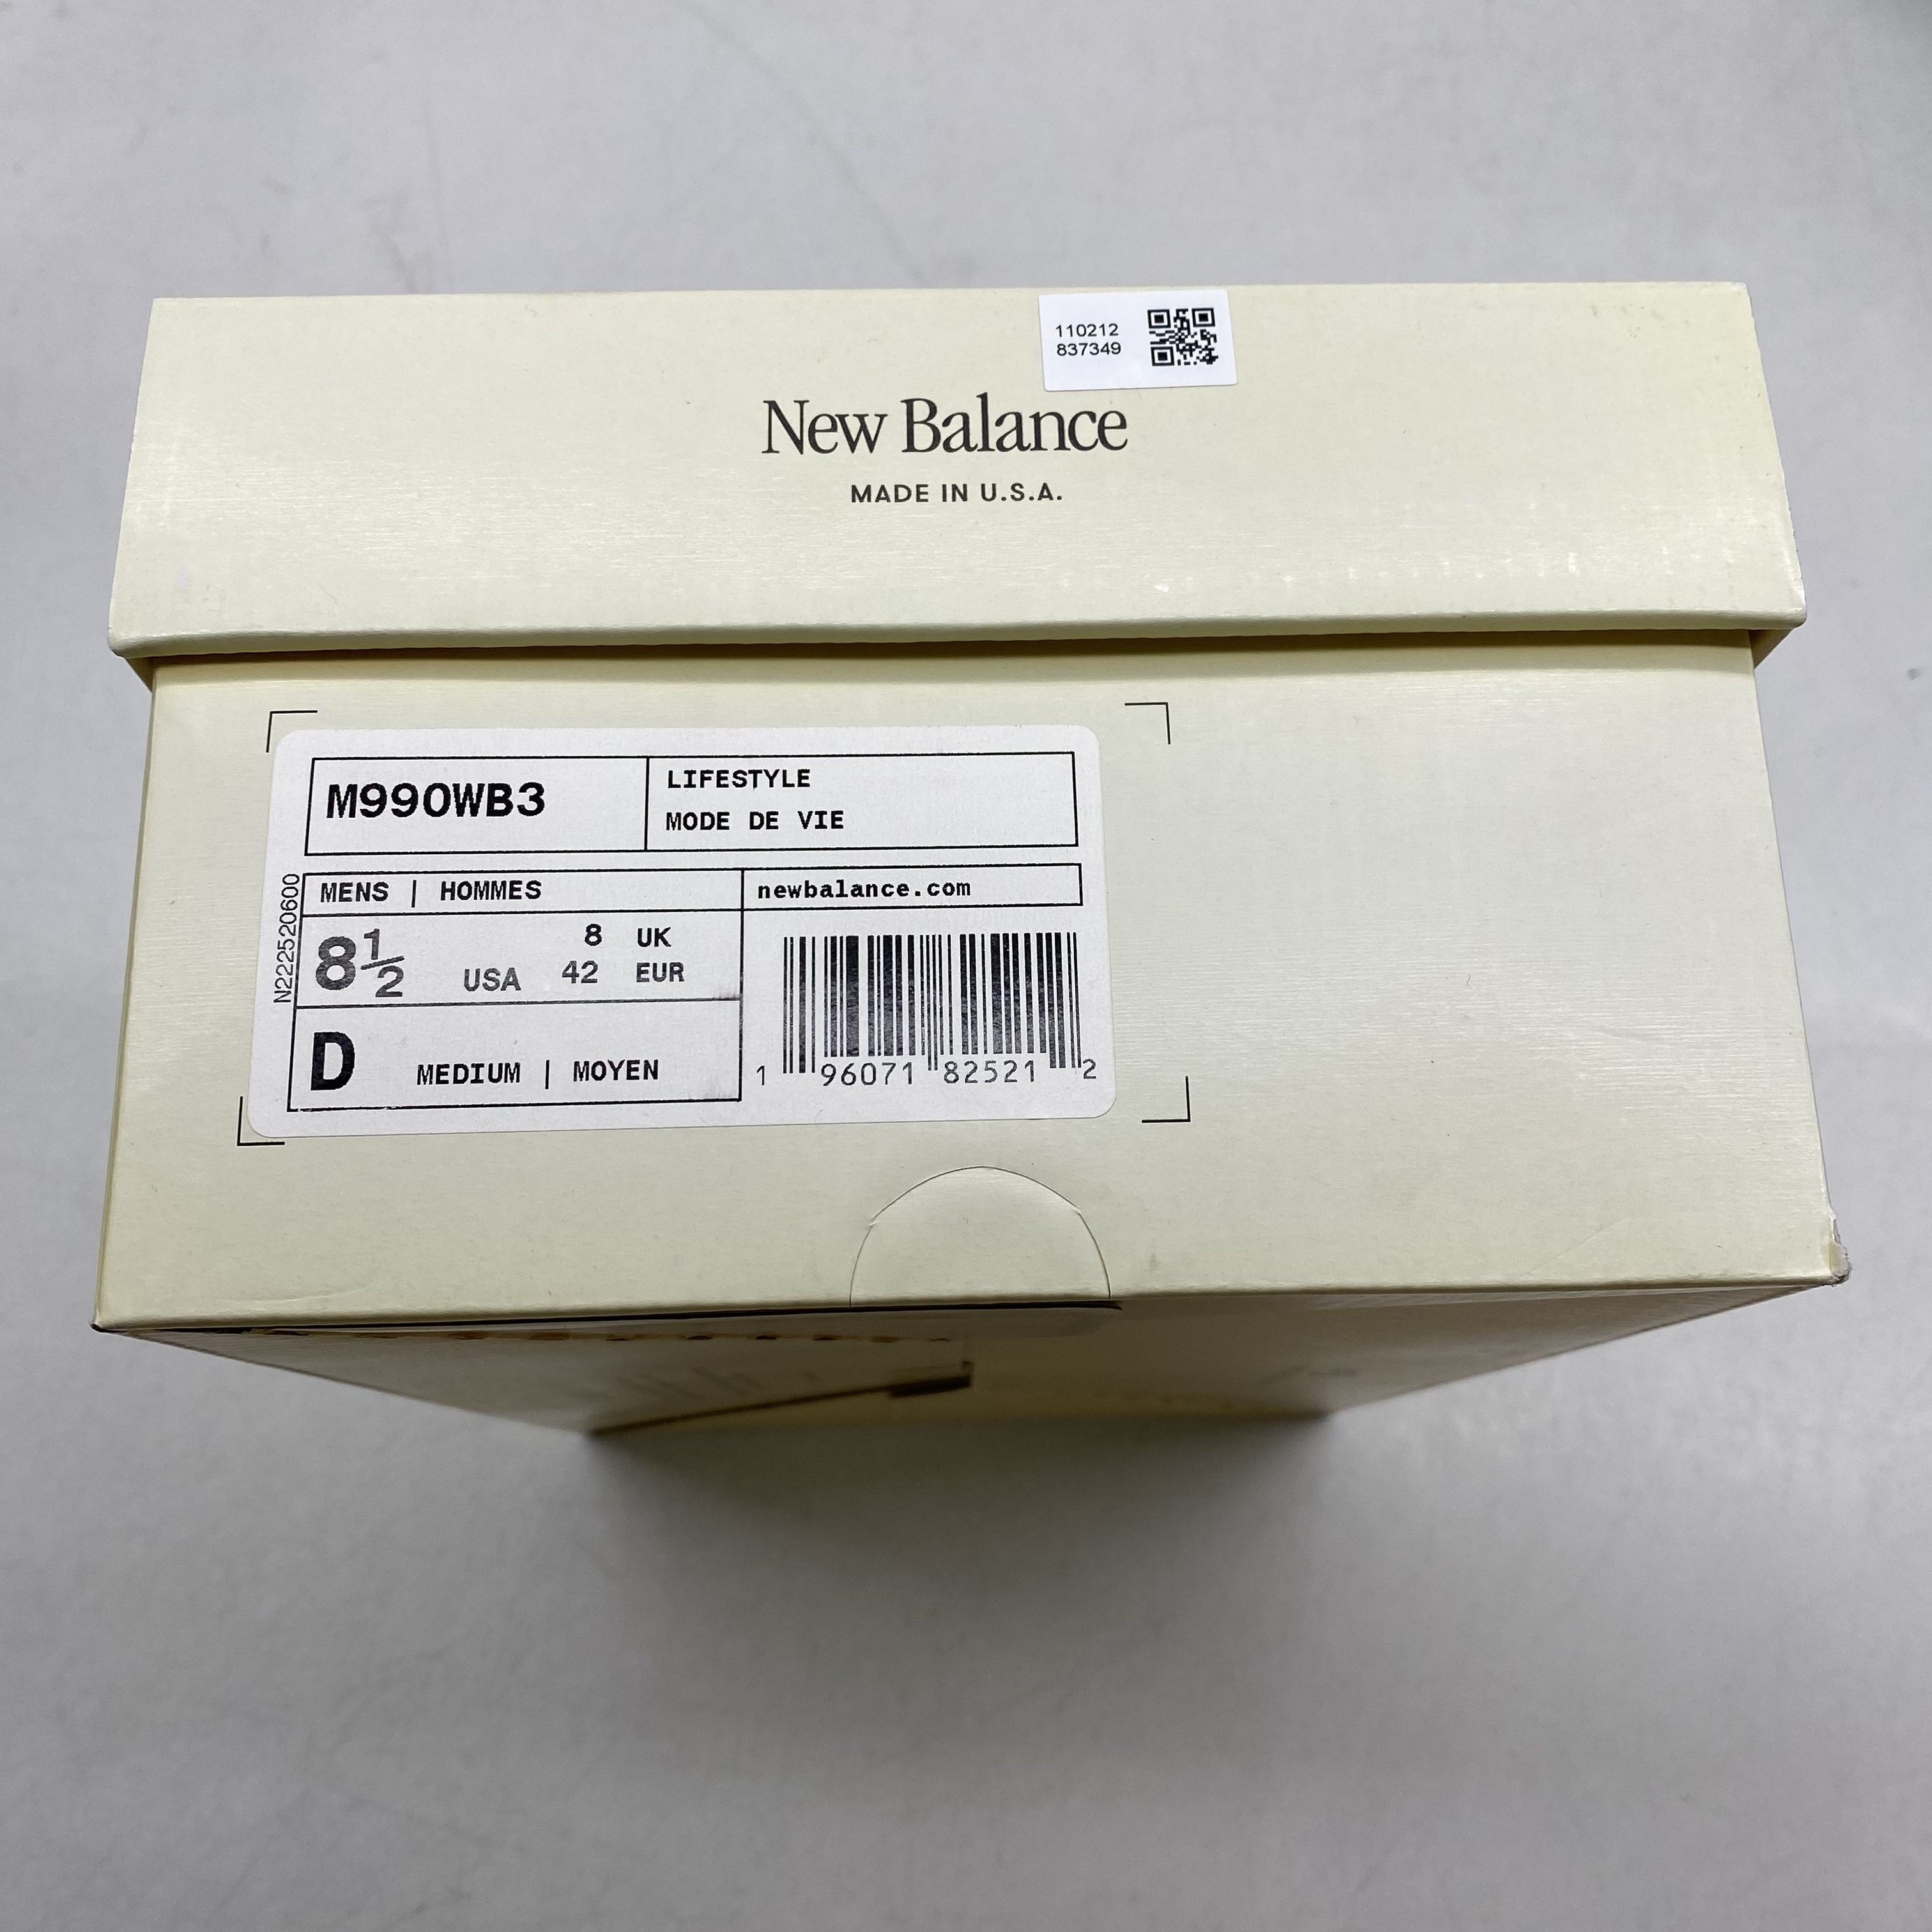 110212
837349
New Balance
MADE IN U.S.A.
M990WB3
LIFESTYLE
MODE DE VIE
MENS | HOMMES
newbalance.com
N222520600
8½ USA
8 UK
42 EUR
D MEDIUM | MOYEN
1 96071 82521 2